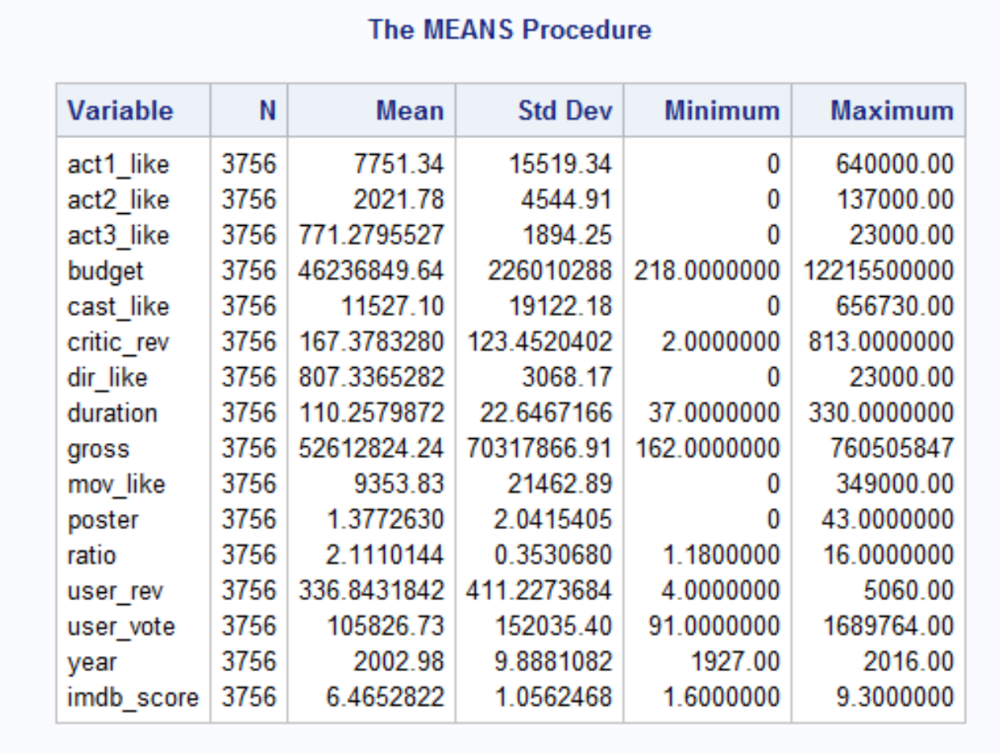 The MEANS Procedure
Variable N Mean Std Dev Minimum Maximum
act1_like 3756 7751.34 15519.34 0 640000.00
act2_like 3756 2021.78 4544.91 0 137000.00
act3_like 3756 771.2795527 1894.25 0 23000.00
budget 3756 46236849.64 226010288 218.0000000 12215500000
cast_like 3756 11527.10 19122.18 0 656730.00
critic_rev 3756 167.3783280 123.4520402 2.0000000 813.0000000
dir_like 3756 807.3365282 3068.17 0 23000.00
duration 3756 110.2579872 22.6467166 37.0000000 330.0000000
gross 3756 52612824.24 70317866.91 162.0000000 760505847
mov_like 3756 9353.83 21462.89 0 349000.00
poster 3756 1.3772630 2.0415405 0 43.0000000
ratio 3756 2.1110144 0.3530680 1.1800000 16.0000000
user_rev 3756 336.8431842 411.2273684 4.0000000 5060.00
user_vote 3756 105826.73 152035.40 91.0000000 1689764.00
year 3756 2002.98 9.8881082 1927.00 2016.00
imdb_score 3756 6.4652822 1.0562468 1.6000000 9.3000000